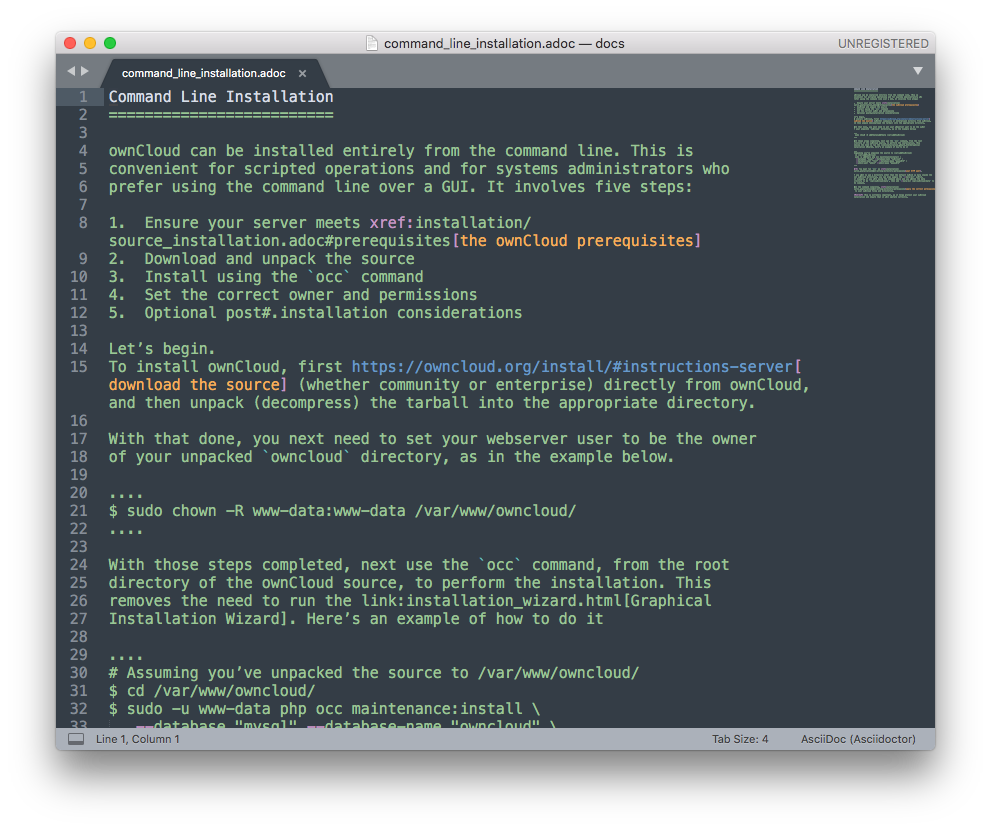 command_line_installation.adoc — docs
UNREGISTERED
command_line_installation.adoc ×
1 Command Line Installation
2 =========================
3
4 ownCloud can be installed entirely from the command line. This is
5 convenient for scripted operations and for systems administrators who
6 prefer using the command line over a GUI. It involves five steps:
7
8 1.  Ensure your server meets xref:installation/
source_installation.adoc#prerequisites[the ownCloud prerequisites]
9 2.  Download and unpack the source
10 3.  Install using the `occ` command
11 4.  Set the correct owner and permissions
12 5.  Optional post#.installation considerations
13
14 Let’s begin.
15 To install ownCloud, first https://owncloud.org/install/#instructions-server[
download the source] (whether community or enterprise) directly from ownCloud,
and then unpack (decompress) the tarball into the appropriate directory.
16
17 With that done, you next need to set your webserver user to be the owner
18 of your unpacked `owncloud` directory, as in the example below.
19
20 ....
21 $ sudo chown -R www-data:www-data /var/www/owncloud/
22 ....
23
24 With those steps completed, next use the `occ` command, from the root
25 directory of the ownCloud source, to perform the installation. This
26 removes the need to run the link:installation_wizard.html[Graphical
27 Installation Wizard]. Here’s an example of how to do it
28
29 ....
30 # Assuming you’ve unpacked the source to /var/www/owncloud/
31 $ cd /var/www/owncloud/
32 $ sudo -u www-data php occ maintenance:install \
33 --database "mysql" --database-name "owncloud" \
Line 1, Column 1
Tab Size: 4
AsciiDoc (Asciidoctor)